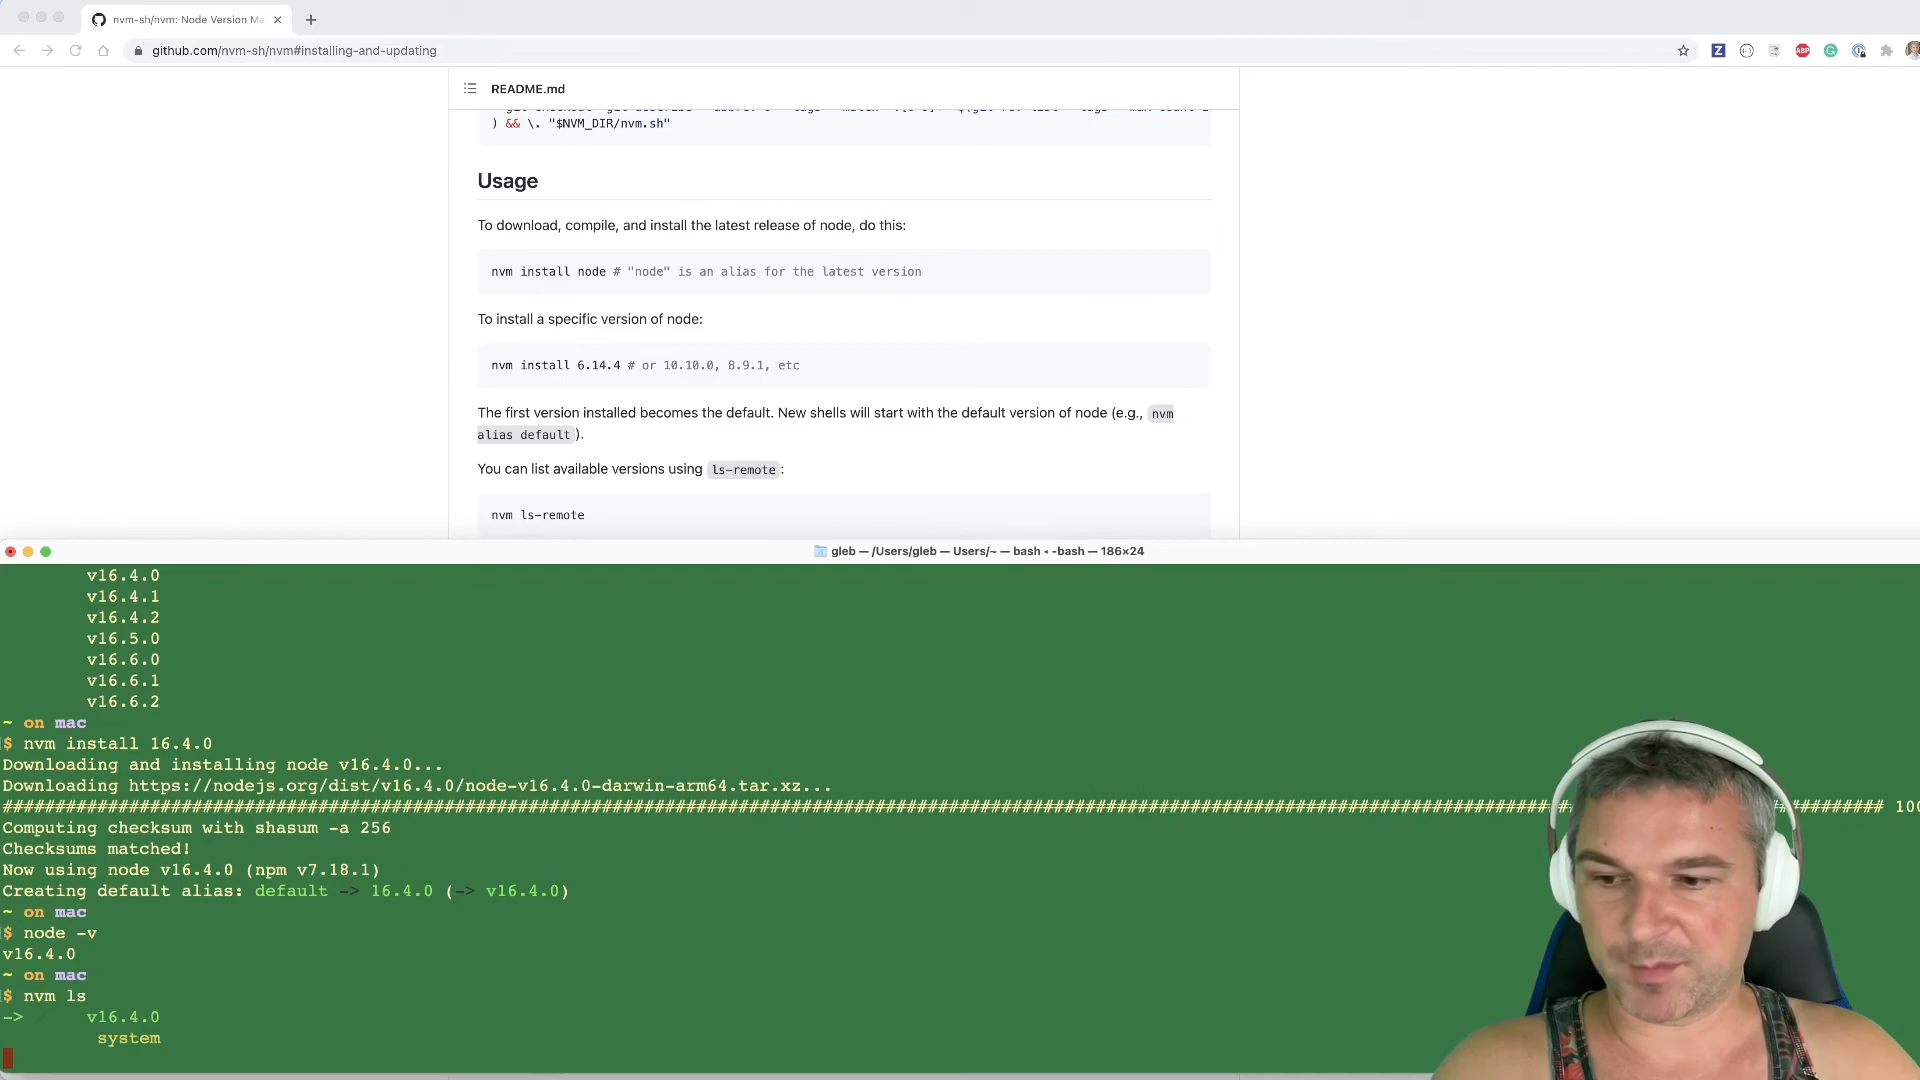 nvm-sh/nvm: Node Version Ma
github.com/nvm-sh/nvm#installing-and-updating
README.md
) && \. "$NVM_DIR/nvm.sh"
Usage
To download, compile, and install the latest release of node, do this:
nvm install node # "node" is an alias for the latest version
To install a specific version of node:
nvm install 6.14.4 # or 10.10.0, 8.9.1, etc
The first version installed becomes the default. New shells will start with the default version of node (e.g., nvm
alias default ).
You can list available versions using ls-remote :
nvm ls-remote
gleb — /Users/gleb — Users/~ — bash ◂ -bash — 186×24
v16.4.0
v16.4.1
v16.4.2
v16.5.0
v16.6.0
v16.6.1
v16.6.2
~ on mac
$ nvm install 16.4.0
Downloading and installing node v16.4.0...
Downloading https://nodejs.org/dist/v16.4.0/node-v16.4.0-darwin-arm64.tar.xz...
Computing checksum with shasum -a 256
Checksums matched!
Now using node v16.4.0 (npm v7.18.1)
Creating default alias: default -> 16.4.0 (-> v16.4.0)
~ on mac
$ node -v
v16.4.0
~ on mac
$ nvm ls
-> v16.4.0
system